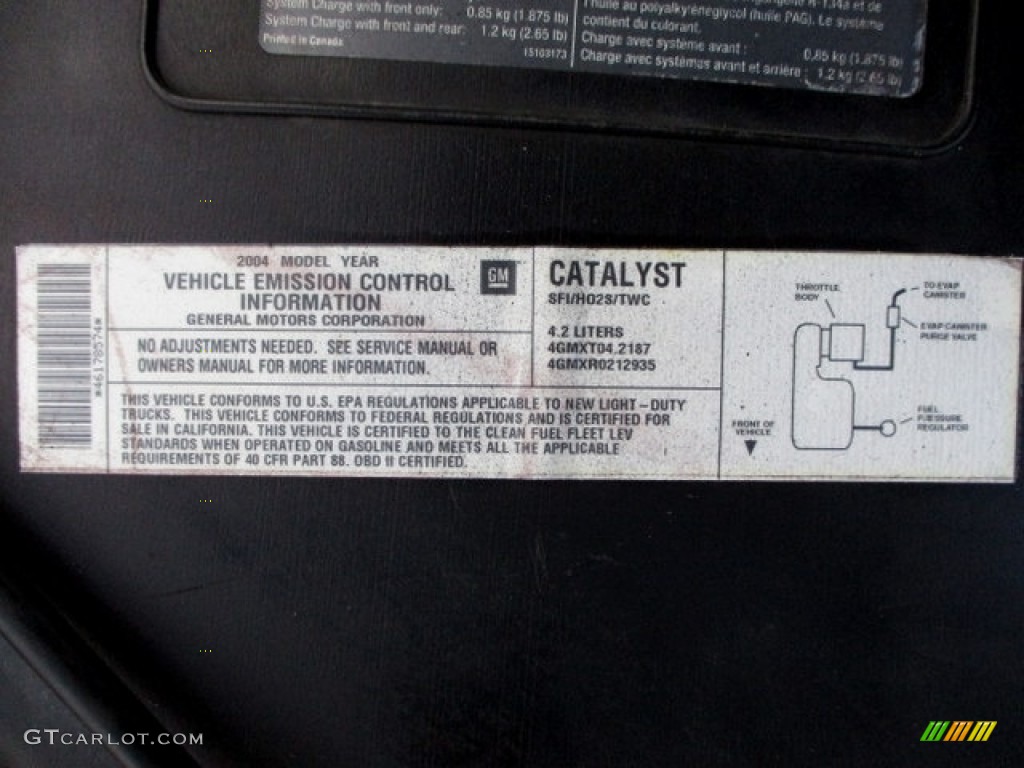 System Charge with front only: 0.85 kg (1.875 lb)
System Charge with front and rear: 1.2 kg (2.65 lb)
Printed in Canada
15103173
R-134a et de
l'huile au polyalkyléneglycol (huile PAG). Le système
contient du colorant.
Charge avec système avant : 0,85 kg (1.875 lb)
Charge avec systèmes avant et arrière : 1,2 kg (2.65 lb)
*46178574*
2004 MODEL YEAR
VEHICLE EMISSION CONTROL
INFORMATION
GENERAL MOTORS CORPORATION
GM
NO ADJUSTMENTS NEEDED. SEE SERVICE MANUAL OR
OWNERS MANUAL FOR MORE INFORMATION.
CATALYST
SFI/HO2S/TWC
4.2 LITERS
4GMXT04.2187
4GMXR0212935
THIS VEHICLE CONFORMS TO U.S. EPA REGULATIONS APPLICABLE TO NEW LIGHT-DUTY
TRUCKS. THIS VEHICLE CONFORMS TO FEDERAL REGULATIONS AND IS CERTIFIED FOR
SALE IN CALIFORNIA. THIS VEHICLE IS CERTIFIED TO THE CLEAN FUEL FLEET LEV
STANDARDS WHEN OPERATED ON GASOLINE AND MEETS ALL THE APPLICABLE
REQUIREMENTS OF 40 CFR PART 88. OBD II CERTIFIED.
THROTTLE
BODY
TO EVAP
CANISTER
EVAP CANISTER
PURGE VALVE
FUEL
PRESSURE
REGULATOR
FRONT OF
VEHICLE
GTCARLOT.COM